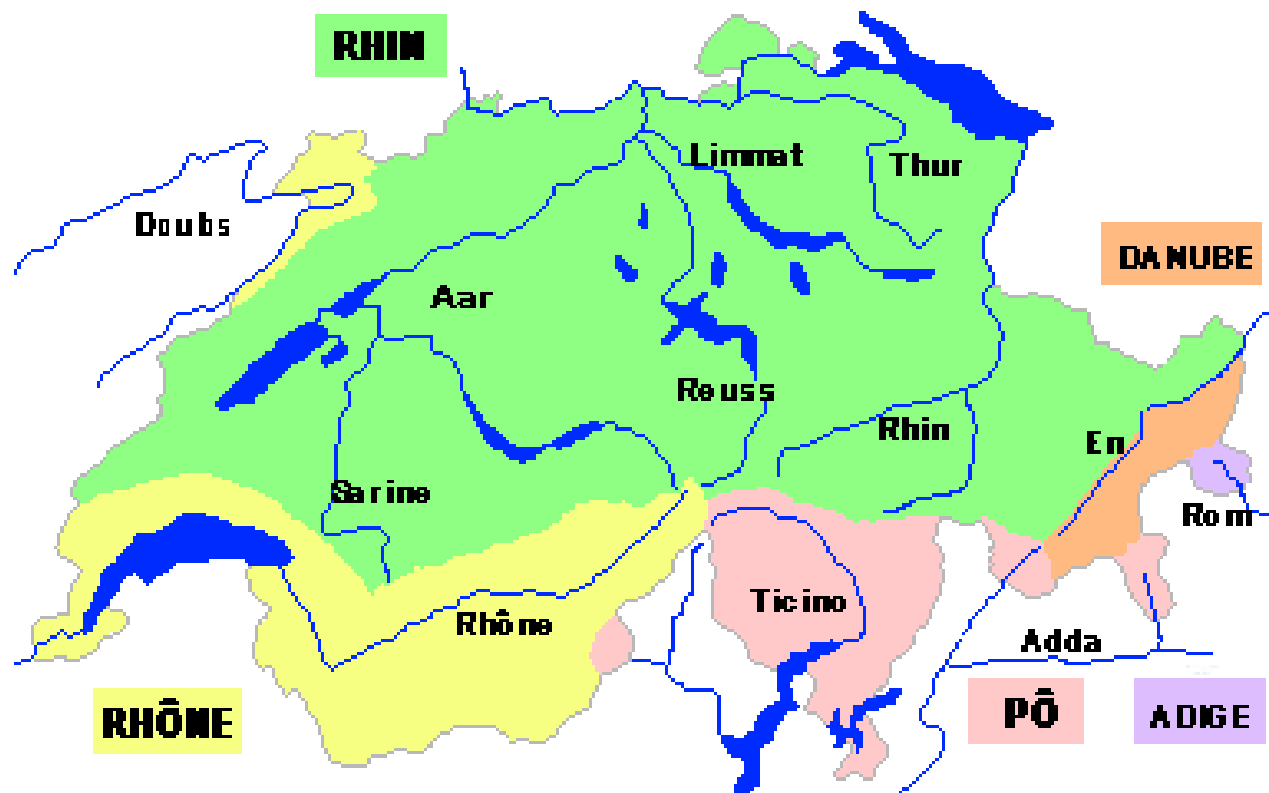 RHIN
Limmat
Thur
Doubs
DANUBE
Aar
Reuss
Rhin
En
Sarine
Rom
Ticino
Rhône
Adda
RHÔNE
PÔ
ADIGE